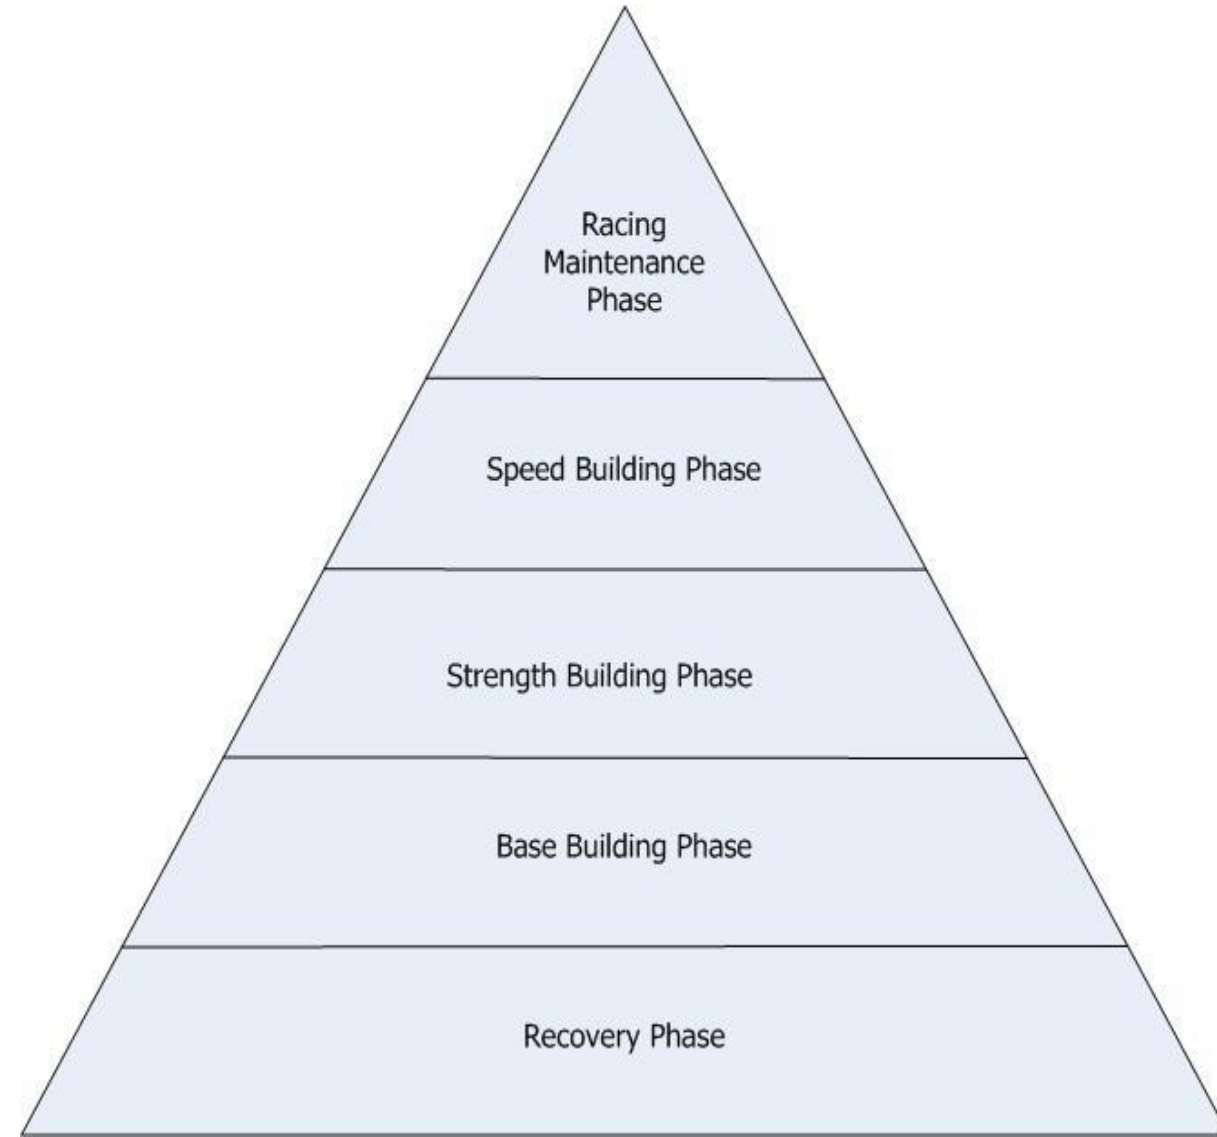 Racing
Maintenance
Phase
Speed Building Phase
Strength Building Phase
Base Building Phase
Recovery Phase